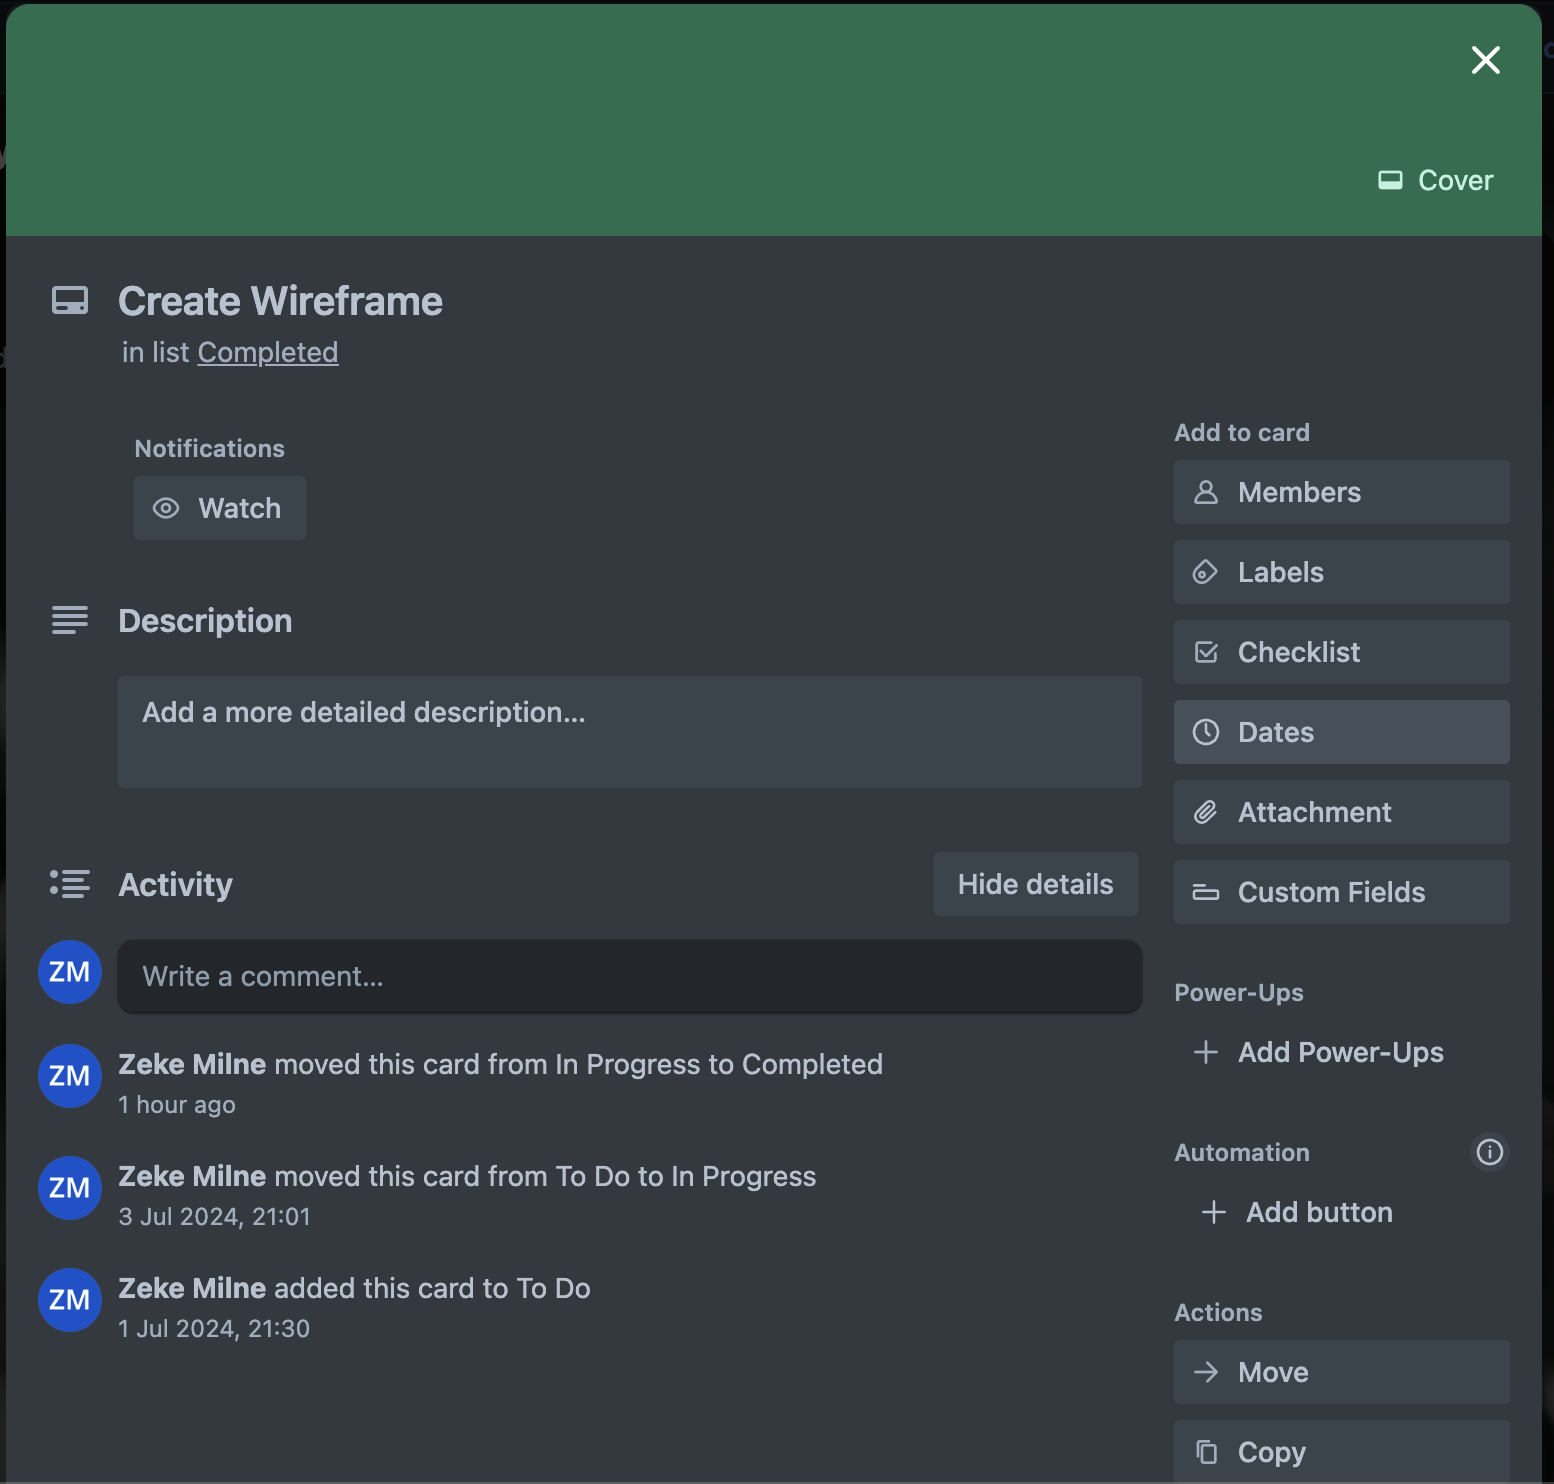 Cover
Create Wireframe
in list Completed
Notifications
Watch
Description
Add a more detailed description...
Activity
Hide details
ZM
Write a comment...
ZM
Zeke Milne moved this card from In Progress to Completed
1 hour ago
ZM
Zeke Milne moved this card from To Do to In Progress
3 Jul 2024, 21:01
ZM
Zeke Milne added this card to To Do
1 Jul 2024, 21:30
Add to card
Members
Labels
Checklist
Dates
Attachment
Custom Fields
Power-Ups
Add Power-Ups
Automation
Add button
Actions
Move
Copy